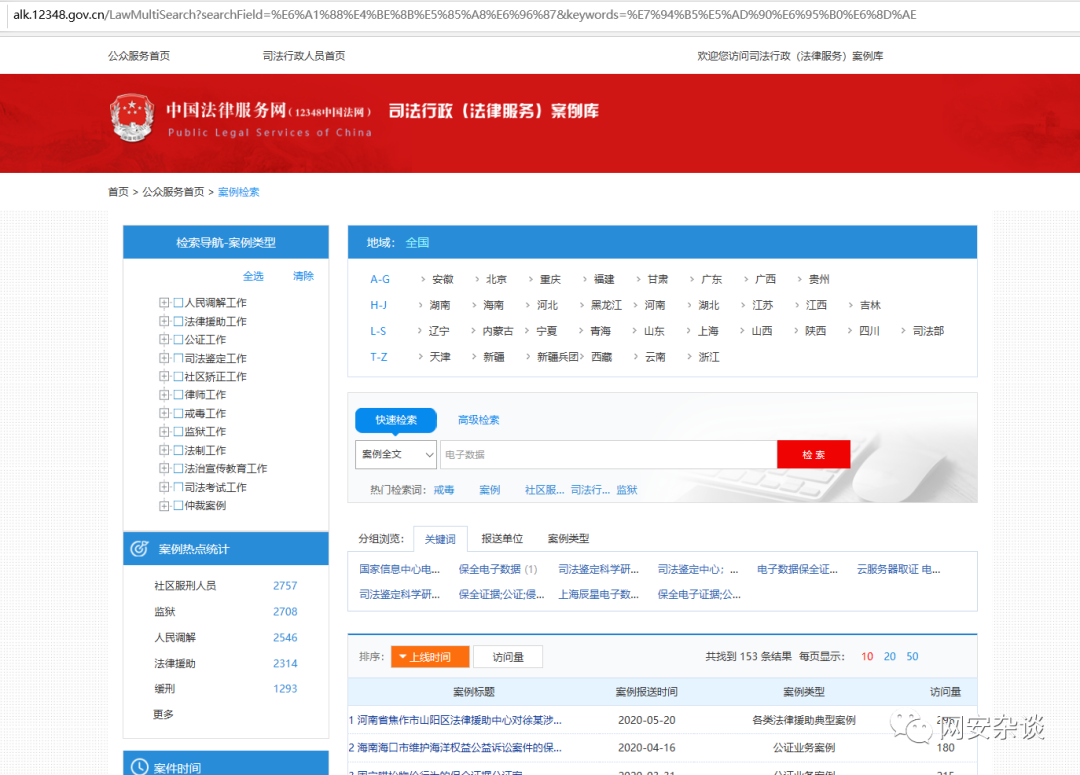 alk.12348.gov.cn/LawMultiSearch?searchField=%E6%A1%88%E4%BE%8B%E5%85%A8%E6%96%87&keywords=%E7%94%B5%E5%AD%90%E6%95%B0%E6%8D%AE
公众服务首页 司法行政人员首页 欢迎您访问司法行政（法律服务）案例库
中国法律服务网（12348中国法网） 司法行政（法律服务）案例库
Public Legal Services of China
首页 > 公众服务首页 > 案例检索
检索导航-案例类型
全选 清除
人民调解工作
法律援助工作
公证工作
司法鉴定工作
社区矫正工作
律师工作
戒毒工作
监狱工作
法制工作
法治宣传教育工作
司法考试工作
仲裁案例
案例热点统计
社区服刑人员 2757
监狱 2708
人民调解 2546
法律援助 2314
缓刑 1293
更多
案件时间
地域： 全国
A-G 安徽 北京 重庆 福建 甘肃 广东 广西 贵州
H-J 湖南 海南 河北 黑龙江 河南 湖北 江苏 江西 吉林
L-S 辽宁 内蒙古 宁夏 青海 山东 上海 山西 陕西 四川 司法部
T-Z 天津 新疆 新疆兵团 西藏 云南 浙江
快速检索 高级检索
案例全文 电子数据 检 索
热门检索词： 戒毒 案例 社区服... 司法行... 监狱
分组浏览： 关键词 报送单位 案例类型
国家信息中心电... 保全电子数据 (1) 司法鉴定科学研... 司法鉴定中心；... 电子数据保全证... 云服务器取证 电...
司法鉴定科学研... 保全证据;公证;侵... 上海辰星电子数... 保全电子证据;公...
排序： 上线时间 访问量 共找到 153 条结果 每页显示： 10 20 50
案例标题 案例报送时间 案例类型 访问量
1 河南省焦作市山阳区法律援助中心对徐某涉... 2020-05-20 各类法律援助典型案例
2 海南海口市维护海洋权益公益诉讼案件的保... 2020-04-16 公证业务案例 180
网安杂谈